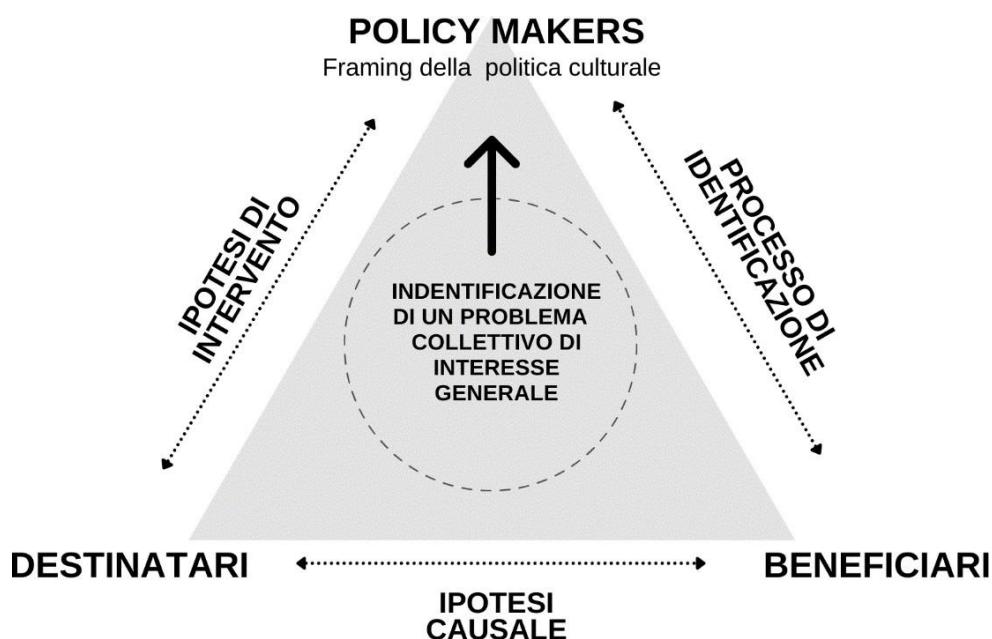 POLICY MAKERS
Framing della politica culturale
IPOTESI DI
INTERVENTO
PROCESSO DI
IDENTIFICAZIONE
INDENTIFICAZIONE
DI UN PROBLEMA
COLLETTIVO DI
INTERESSE
GENERALE
DESTINATARI
BENEFICIARI
IPOTESI
CAUSALE